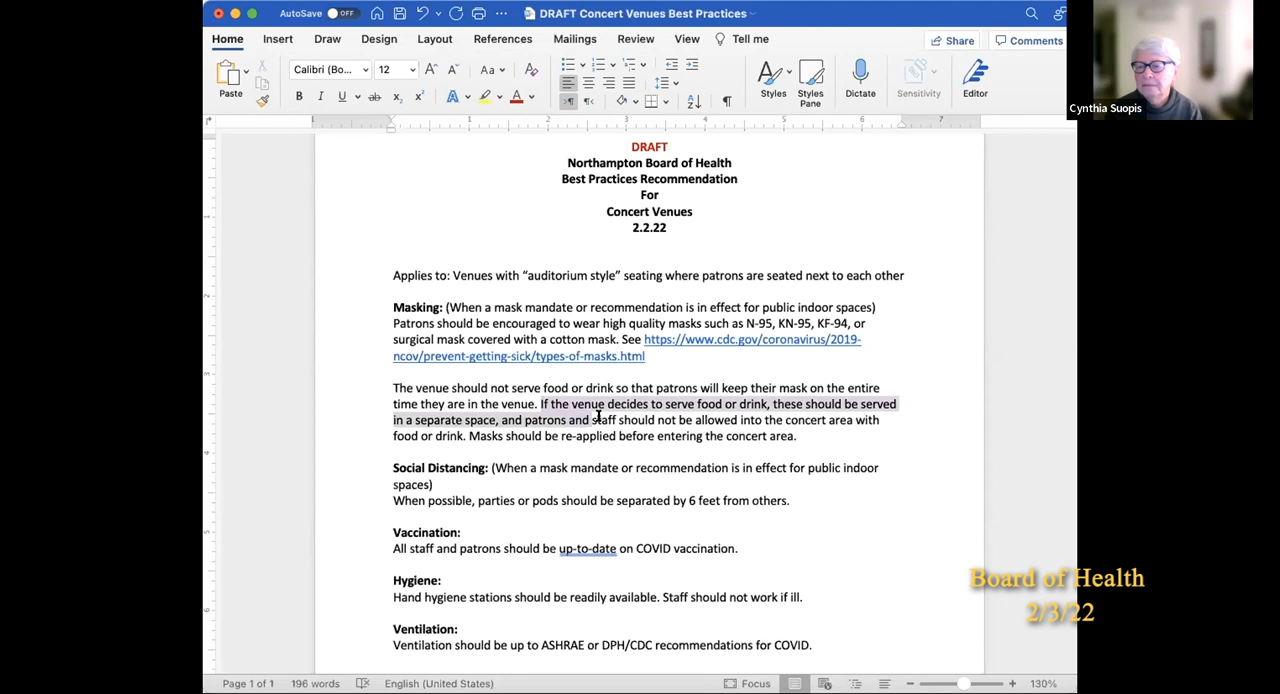 AutoSave OFF
DRAFT Concert Venues Best Practices
Home Insert Draw Design Layout References Mailings Review View Tell me Share Comments
Paste Calibri (Bo... 12 Aa Styles Styles Pane Dictate Sensitivity Editor
Cynthia Suopis
1 1 2 3 4 5 6 7
DRAFT
Northampton Board of Health
Best Practices Recommendation
For
Concert Venues
2.2.22
Applies to: Venues with “auditorium style” seating where patrons are seated next to each other
Masking: (When a mask mandate or recommendation is in effect for public indoor spaces)
Patrons should be encouraged to wear high quality masks such as N-95, KN-95, KF-94, or
surgical mask covered with a cotton mask. See https://www.cdc.gov/coronavirus/2019-
ncov/prevent-getting-sick/types-of-masks.html
The venue should not serve food or drink so that patrons will keep their mask on the entire
time they are in the venue. If the venue decides to serve food or drink, these should be served
in a separate space, and patrons and staff should not be allowed into the concert area with
food or drink. Masks should be re-applied before entering the concert area.
Social Distancing: (When a mask mandate or recommendation is in effect for public indoor
spaces)
When possible, parties or pods should be separated by 6 feet from others.
Vaccination:
All staff and patrons should be up-to-date on COVID vaccination.
Hygiene:
Hand hygiene stations should be readily available. Staff should not work if ill.
Ventilation:
Ventilation should be up to ASHRAE or DPH/CDC recommendations for COVID.
Board of Health
2/3/22
Page 1 of 1 196 words English (United States) Focus 130%